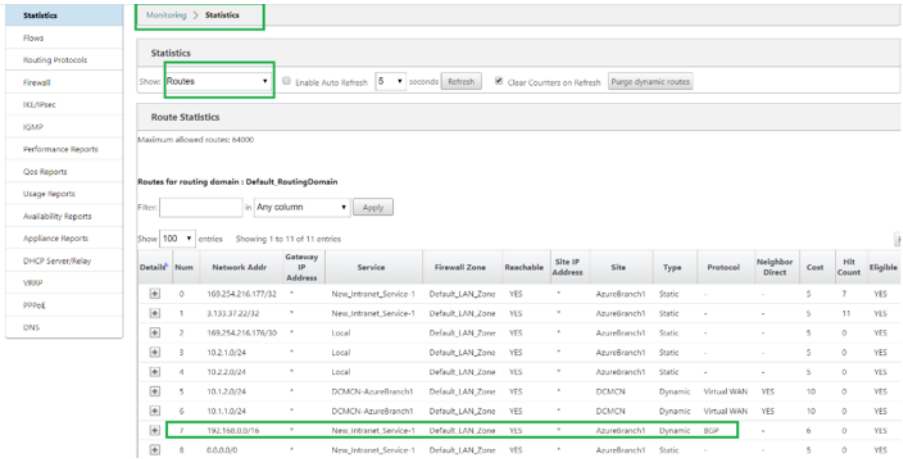 Statistics
Flows
Routing Protocols
Firewall
IKE/IPsec
IGMP
Performance Reports
Qos Reports
Usage Reports
Availability Reports
Appliance Reports
DHCP Server/Relay
VRRP
PPPoE
DNS
Monitoring > Statistics
Statistics
Show: Routes Enable Auto Refresh 5 seconds Refresh Clear Counters on Refresh Purge dynamic routes
Route Statistics
Maximum allowed routes: 64000
Routes for routing domain : Default_RoutingDomain
Filter: in Any column Apply
Show 100 entries Showing 1 to 11 of 11 entries
Details Num Network Addr Gateway IP Address Service Firewall Zone Reachable Site IP Address Site Type Protocol Neighbor Direct Cost Hit Count Eligible
+ 0 169.254.216.177/32 * New_Intranet_Service-1 Default_LAN_Zone YES * AzureBranch1 Static - - 5 7 YES
+ 1 3.133.37.22/32 * New_Intranet_Service-1 Default_LAN_Zone YES * AzureBranch1 Static - - 5 11 YES
+ 2 169.254.216.176/30 * Local Default_LAN_Zone YES * AzureBranch1 Static - - 5 0 YES
+ 3 10.2.1.0/24 * Local Default_LAN_Zone YES * AzureBranch1 Static - - 5 0 YES
+ 4 10.2.2.0/24 * Local Default_LAN_Zone YES * AzureBranch1 Static - - 5 0 YES
+ 5 10.1.2.0/24 * DCMCN-AzureBranch1 Default_LAN_Zone YES * DCMCN Dynamic Virtual WAN YES 10 0 YES
+ 6 10.1.1.0/24 * DCMCN-AzureBranch1 Default_LAN_Zone YES * DCMCN Dynamic Virtual WAN YES 10 0 YES
+ 7 192.168.0.0/16 * New_Intranet_Service-1 Default_LAN_Zone YES * AzureBranch1 Dynamic BGP - 6 0 YES
+ 8 0.0.0.0/0 * New_Intranet_Service-1 Default_LAN_Zone YES * AzureBranch1 Static - - 5 0 YES